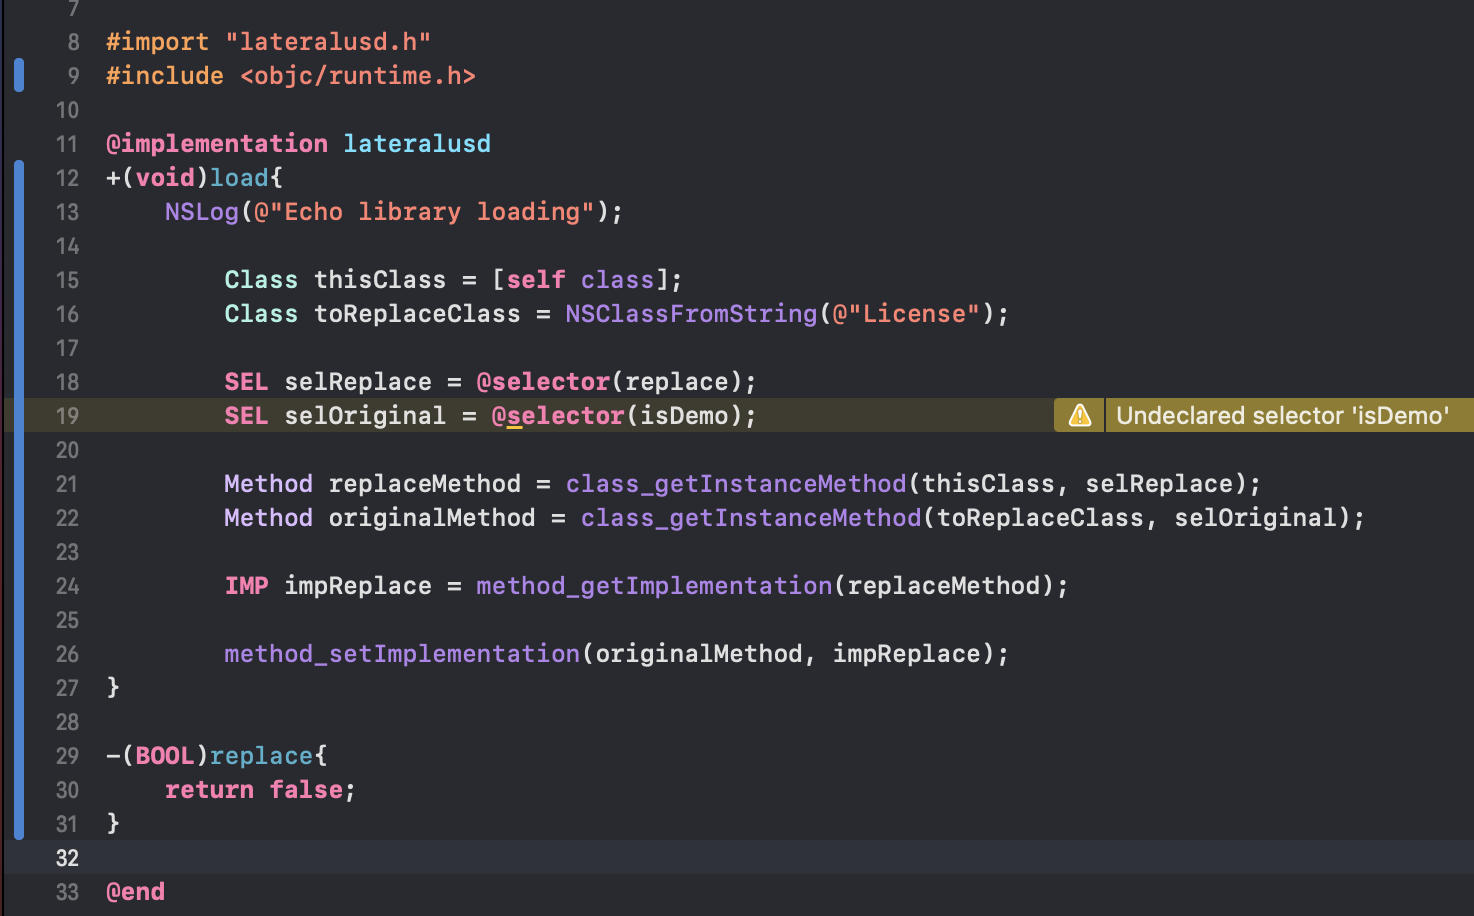 7
8 #import "lateralusd.h"
9 #include <objc/runtime.h>
10
11 @implementation lateralusd
12 +(void)load{
13     NSLog(@"Echo library loading");
14
15         Class thisClass = [self class];
16         Class toReplaceClass = NSClassFromString(@"License");
17
18         SEL selReplace = @selector(replace);
19         SEL selOriginal = @selector(isDemo); Undeclared selector 'isDemo'
20
21         Method replaceMethod = class_getInstanceMethod(thisClass, selReplace);
22         Method originalMethod = class_getInstanceMethod(toReplaceClass, selOriginal);
23
24         IMP impReplace = method_getImplementation(replaceMethod);
25
26         method_setImplementation(originalMethod, impReplace);
27 }
28
29 -(BOOL)replace{
30     return false;
31 }
32
33 @end